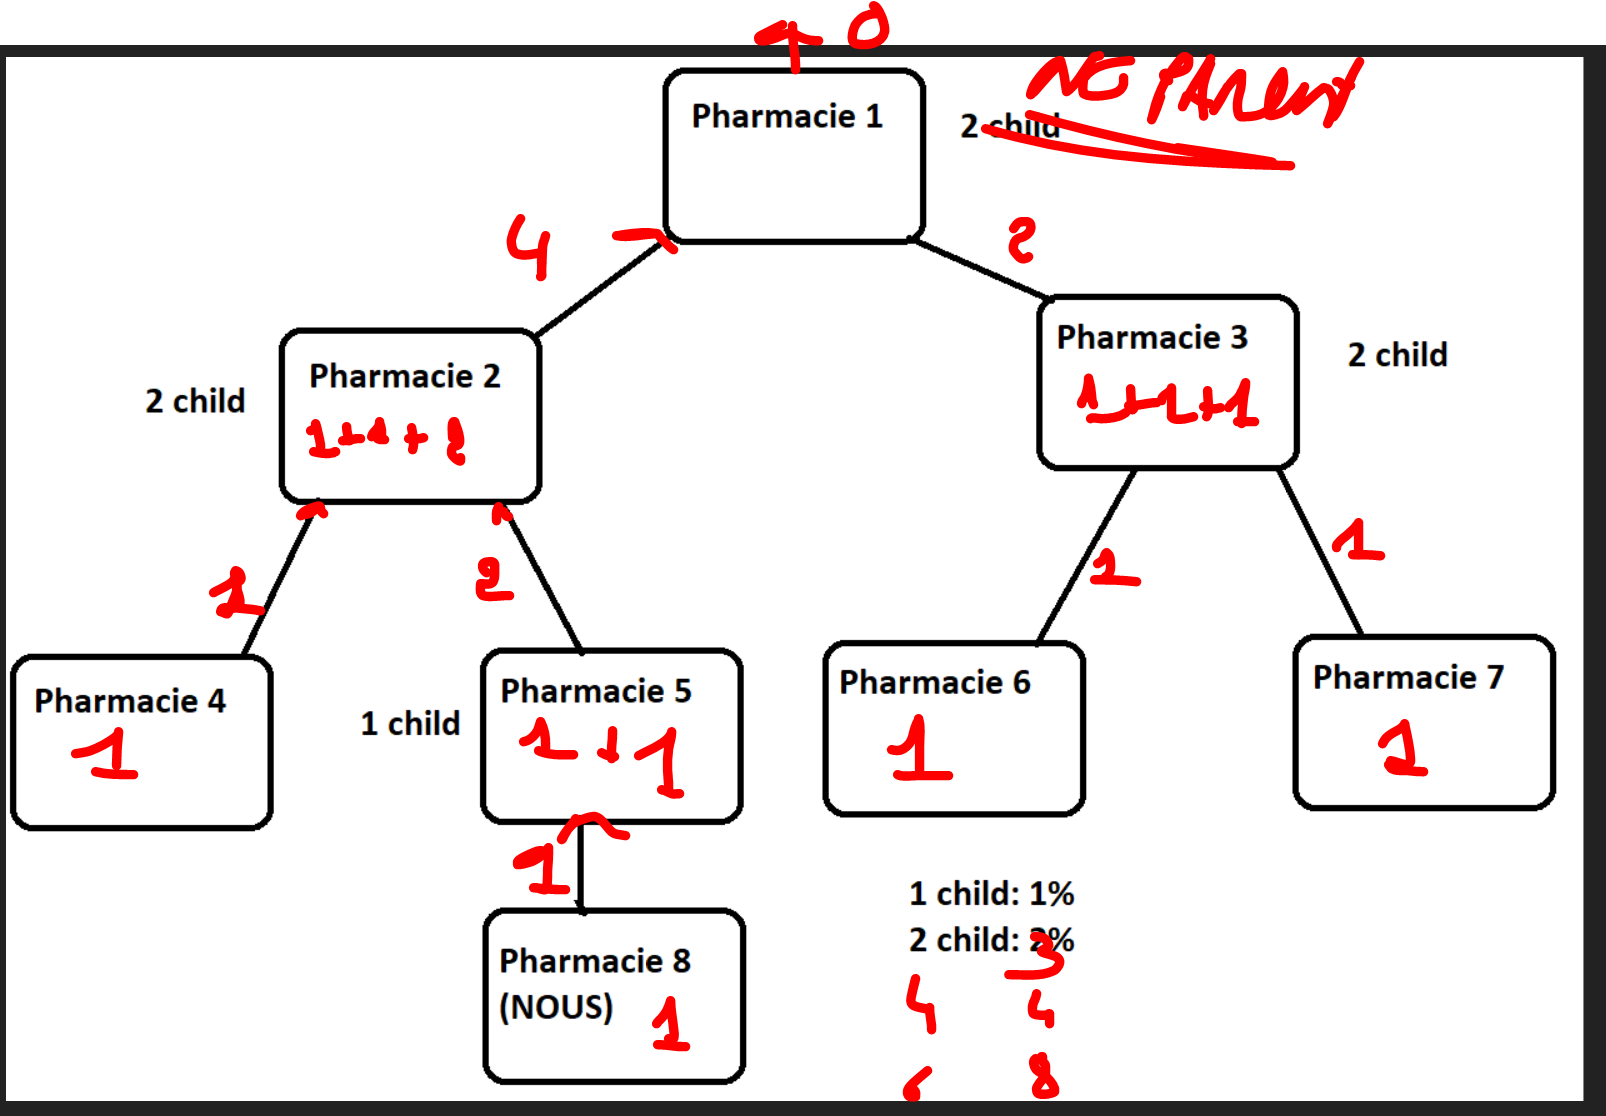 0
NO PARENT
Pharmacie 1
2 child
4
2
Pharmacie 2
1+1+2
2 child
Pharmacie 3
1+1+1
2 child
1
2
1
1
Pharmacie 4
1
1 child
Pharmacie 5
1+1
Pharmacie 6
1
Pharmacie 7
1
1
Pharmacie 8
(NOUS)
1
1 child: 1%
2 child: 3%
4 4
6 8